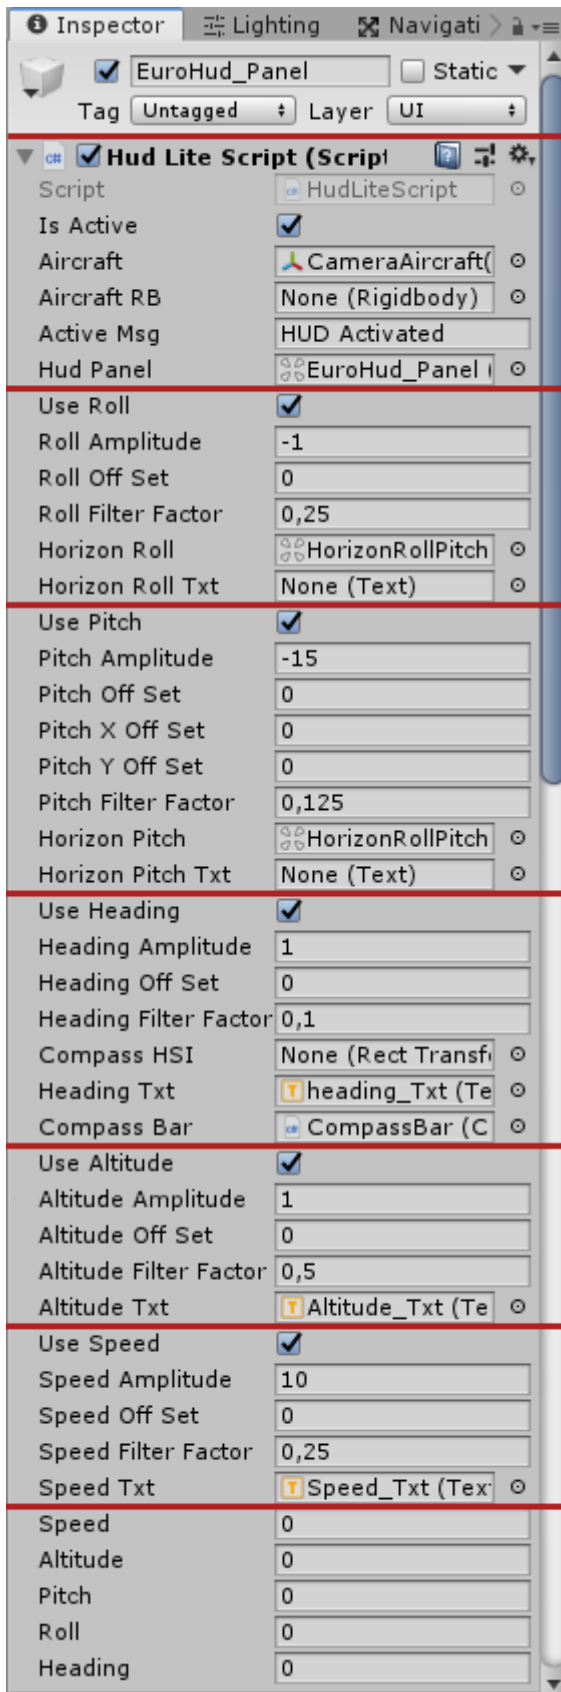 Inspector Lighting Navigati
EuroHud_Panel Static
Tag Untagged Layer UI
Hud Lite Script (Script
Script HudLiteScript
Is Active
Aircraft CameraAircraft(
Aircraft RB None (Rigidbody)
Active Msg HUD Activated
Hud Panel EuroHud_Panel (
Use Roll
Roll Amplitude -1
Roll Off Set 0
Roll Filter Factor 0,25
Horizon Roll HorizonRollPitch
Horizon Roll Txt None (Text)
Use Pitch
Pitch Amplitude -15
Pitch Off Set 0
Pitch X Off Set 0
Pitch Y Off Set 0
Pitch Filter Factor 0,125
Horizon Pitch HorizonRollPitch
Horizon Pitch Txt None (Text)
Use Heading
Heading Amplitude 1
Heading Off Set 0
Heading Filter Factor 0,1
Compass HSI None (Rect Transf
Heading Txt heading_Txt (Te
Compass Bar CompassBar (C
Use Altitude
Altitude Amplitude 1
Altitude Off Set 0
Altitude Filter Factor 0,5
Altitude Txt Altitude_Txt (Te
Use Speed
Speed Amplitude 10
Speed Off Set 0
Speed Filter Factor 0,25
Speed Txt Speed_Txt (Tex
Speed 0
Altitude 0
Pitch 0
Roll 0
Heading 0